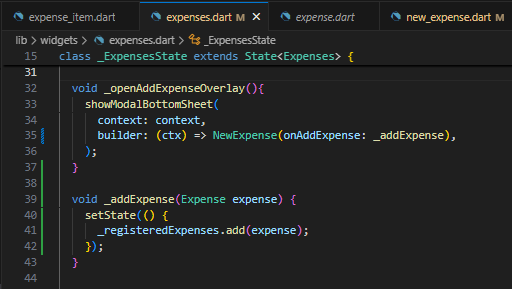 expense_item.dart expenses.dart expense.dart new_expense.dart
lib > widgets > expenses.dart > _ExpensesState
15 class _ExpensesState extends State<Expenses> {
31
32 void _openAddExpenseOverlay(){
33 showModalBottomSheet(
34 context: context,
35 builder: (ctx) => NewExpense(onAddExpense: _addExpense),
36 );
37 }
38
39 void _addExpense(Expense expense) {
40 setState(() {
41 _registeredExpenses.add(expense);
42 });
43 }
44